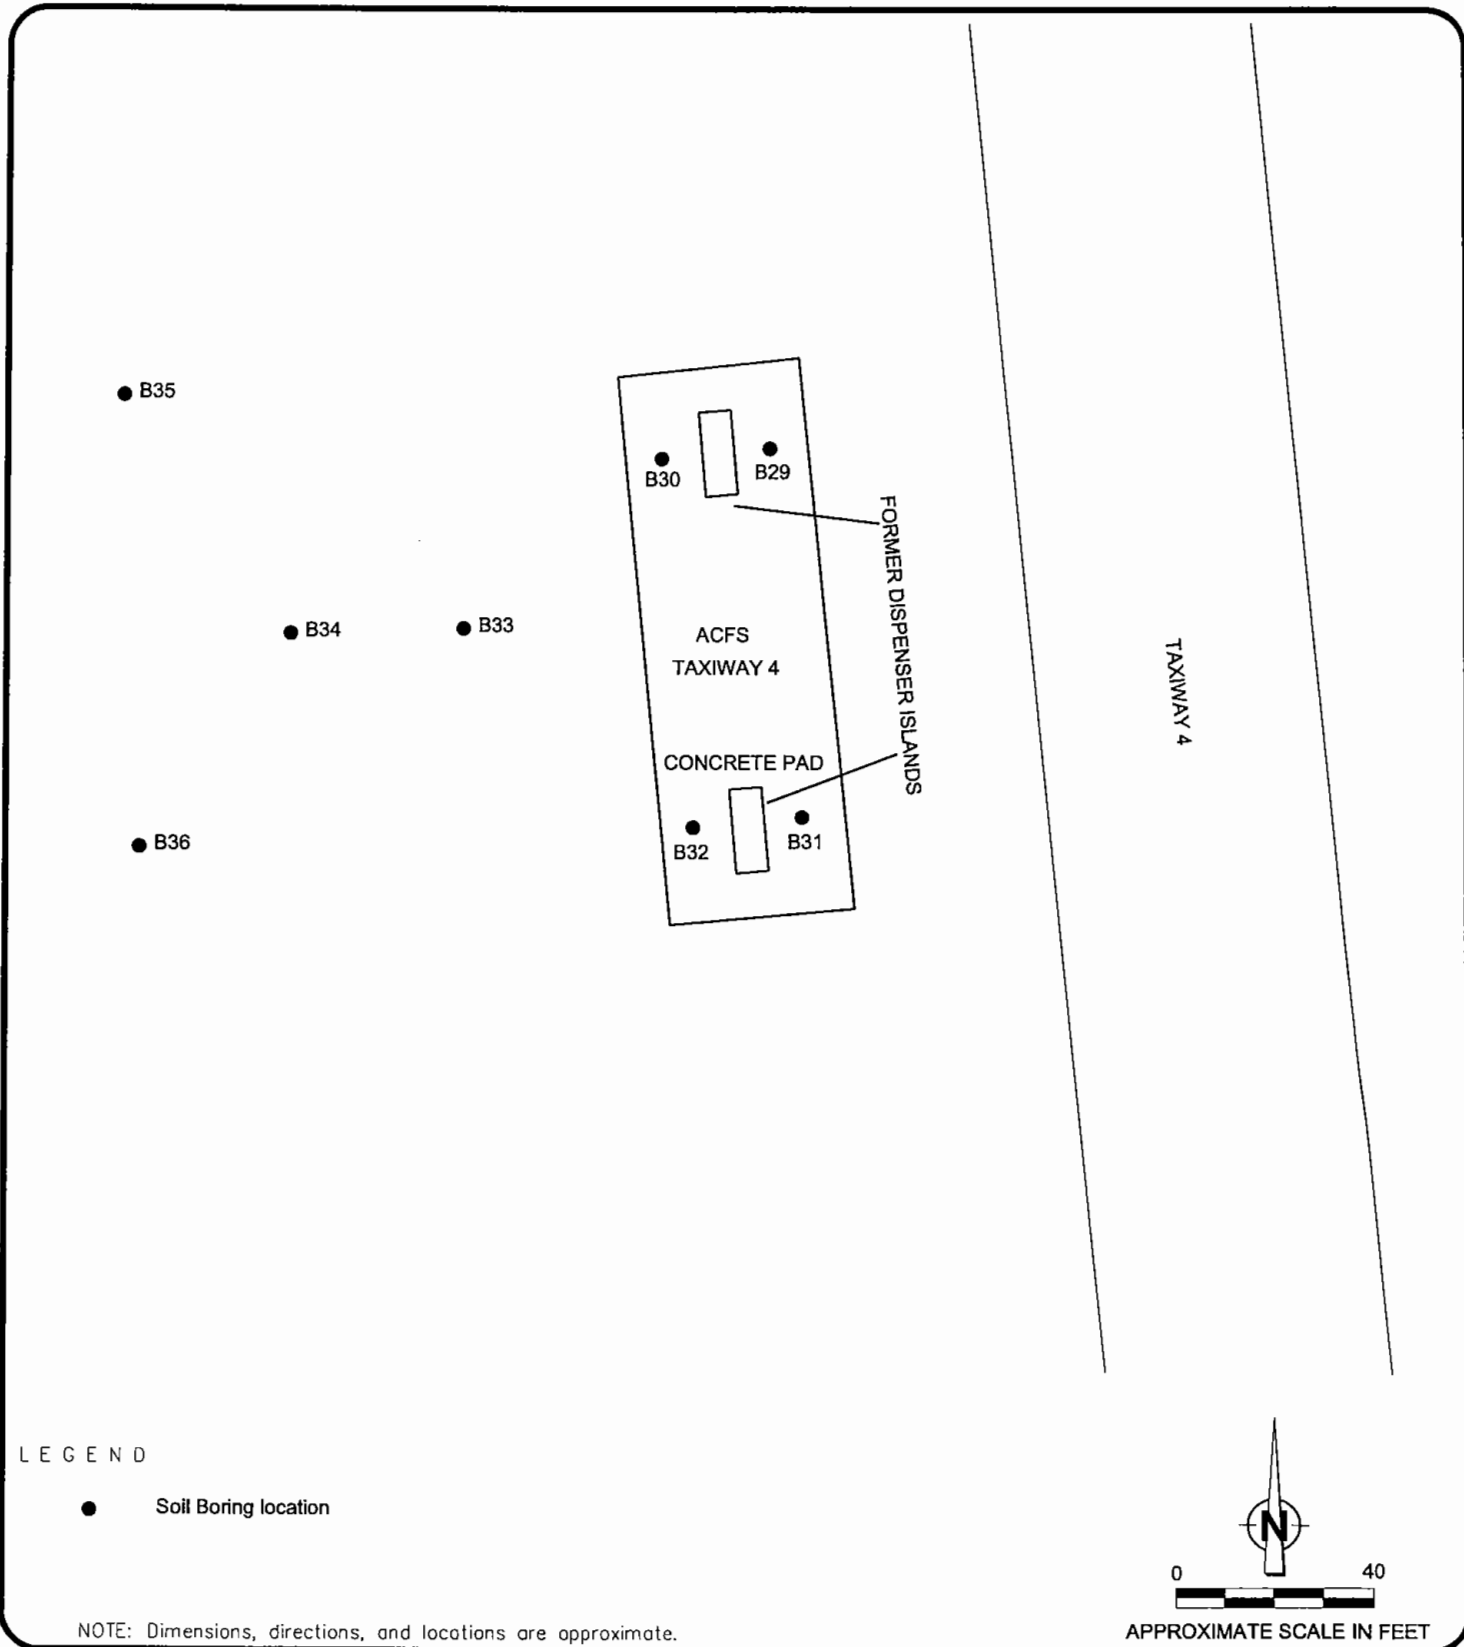 B35
B30
B29
FORMER DISPENSER ISLANDS
B34
B33
ACFS
TAXIWAY 4
TAXIWAY 4
CONCRETE PAD
B36
B32
B31
L E G E N D
Soil Boring location
N
0 40
APPROXIMATE SCALE IN FEET
NOTE: Dimensions, directions, and locations are approximate.